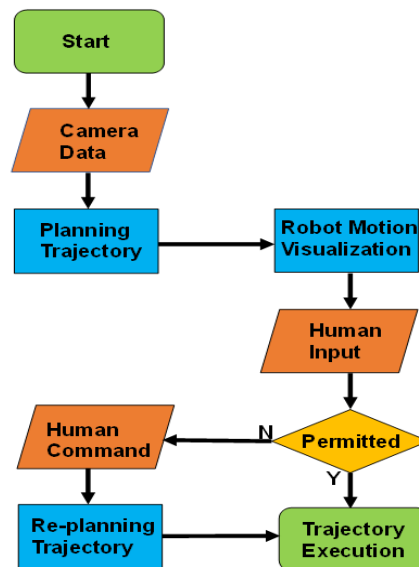 Start
Camera
Data
Planning
Trajectory
Robot Motion
Visualization
Human
Input
Permitted
N
Y
Human
Command
Re-planning
Trajectory
Trajectory
Execution